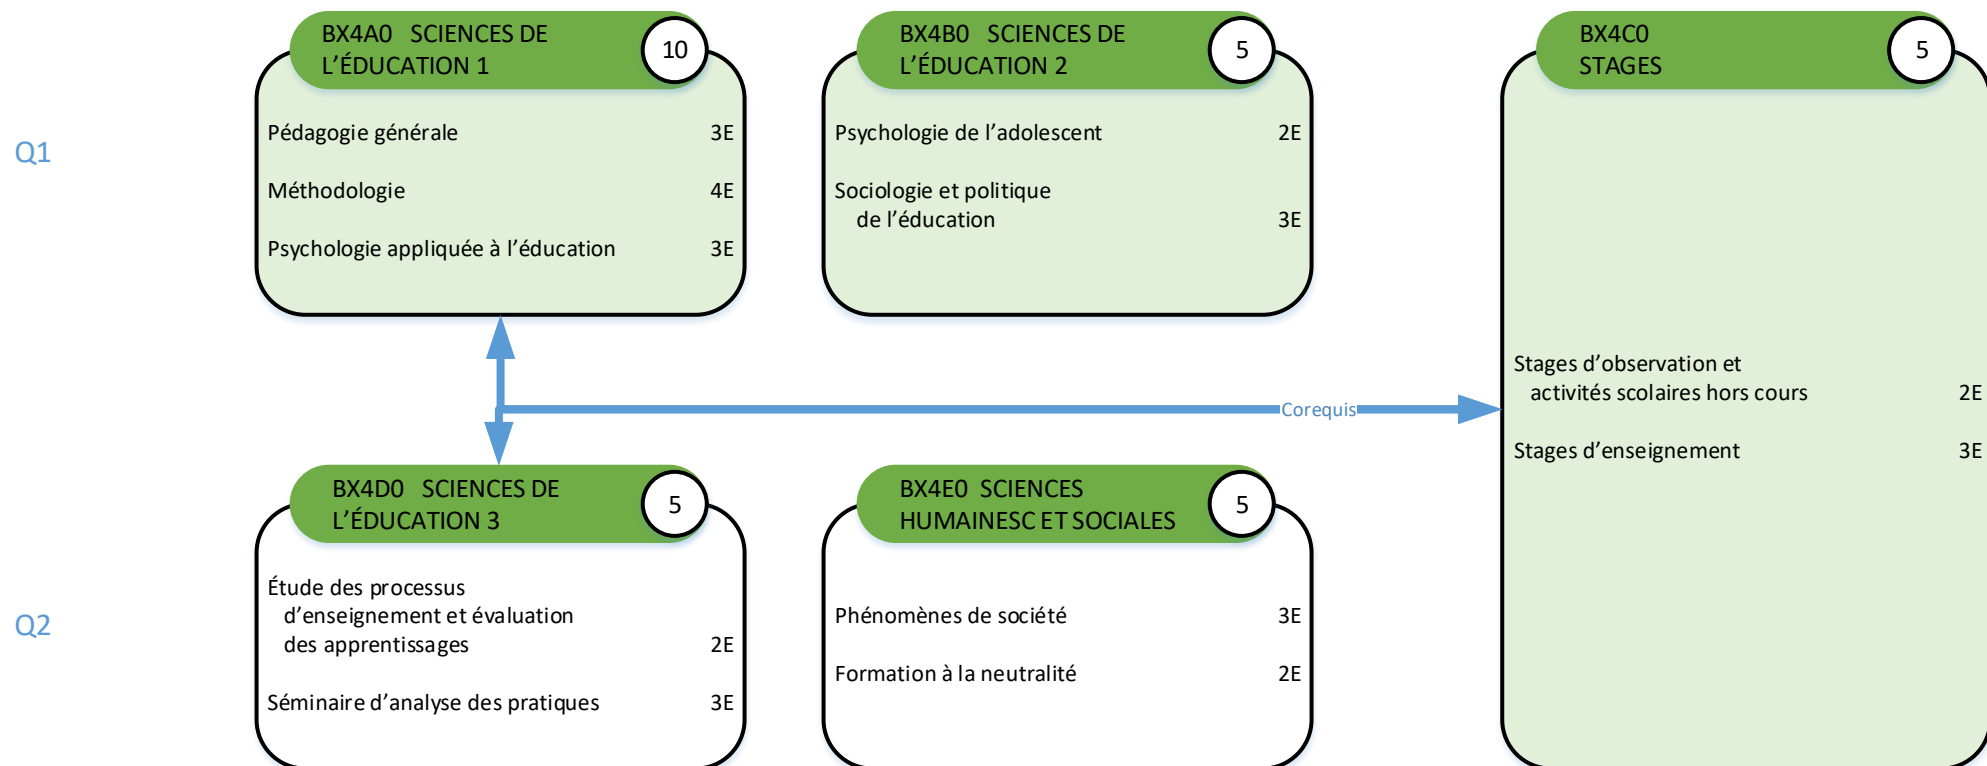 Q1
BX4A0 SCIENCES DE
L’ÉDUCATION 1
10
Pédagogie générale 3E
Méthodologie 4E
Psychologie appliquée à l’éducation 3E
BX4B0 SCIENCES DE
L’ÉDUCATION 2
5
Psychologie de l’adolescent 2E
Sociologie et politique
de l’éducation 3E
BX4C0
STAGES
5
Stages d’observation et
activités scolaires hors cours 2E
Stages d’enseignement 3E
Corequis
Q2
BX4D0 SCIENCES DE
L’ÉDUCATION 3
5
Étude des processus
d’enseignement et évaluation
des apprentissages 2E
Séminaire d’analyse des pratiques 3E
BX4E0 SCIENCES
HUMAINESC ET SOCIALES
5
Phénomènes de société 3E
Formation à la neutralité 2E